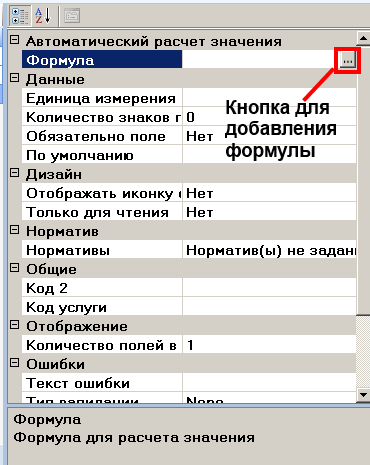 Автоматический расчет значения
Формула ...
Данные
Единица измерения
Количество знаков г 0
Обязательно поле Нет
По умолчанию
Дизайн
Отображать иконку Нет
Только для чтения Нет
Норматив
Нормативы Норматив(ы) не задан
Общие
Код 2
Код услуги
Отображение
Количество полей в 1
Ошибки
Текст ошибки
Тип валидации None
Кнопка для
добавления
формулы
Формула
Формула для расчета значения